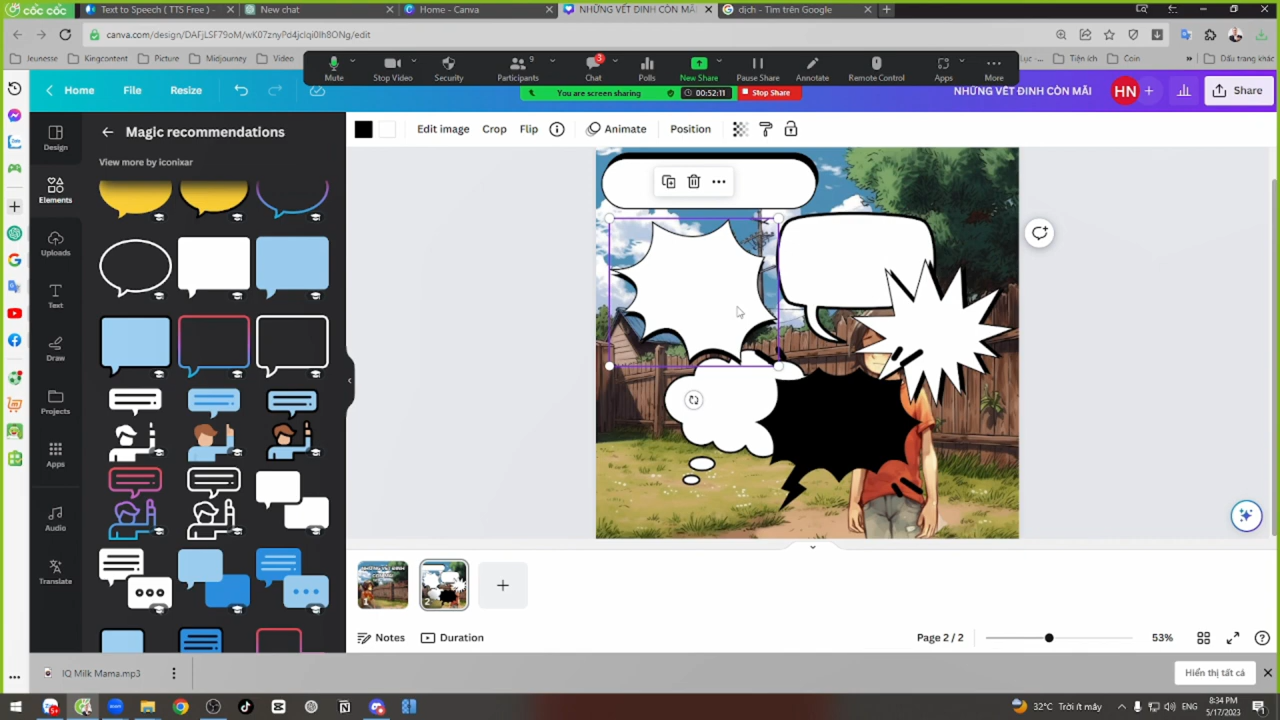 cốc cốc
Text to Speech ( TTS Free ) -
New chat
Home - Canva
NHỮNG VẾT ĐINH CÒN MÃI
dịch - Tìm trên Google
canva.com/design/DAFjLSF79oM/wK07znyPd4jclqi0Ih8ONg/edit
Jeunesse
Kingcontent
Picture
Midjourney
Video
Tiện ích
Coin
Dấu trang khác
Mute
Stop Video
Security
Participants
9
Chat
3
Polls
New Share
Pause Share
Annotate
Remote Control
Apps
More
You are screen sharing
00:52:11
Stop Share
Home
File
Resize
NHỮNG VẾT ĐINH CÒN MÃI
HN
Share
Design
Elements
Uploads
Text
Draw
Projects
Apps
Audio
Translate
Magic recommendations
View more by iconixar
Edit image
Crop
Flip
Animate
Position
1
2
Notes
Duration
Page 2 / 2
53%
IQ Milk Mama.mp3
Hiển thị tất cả
32°C Trời ít mây
ENG
8:34 PM
5/17/2023